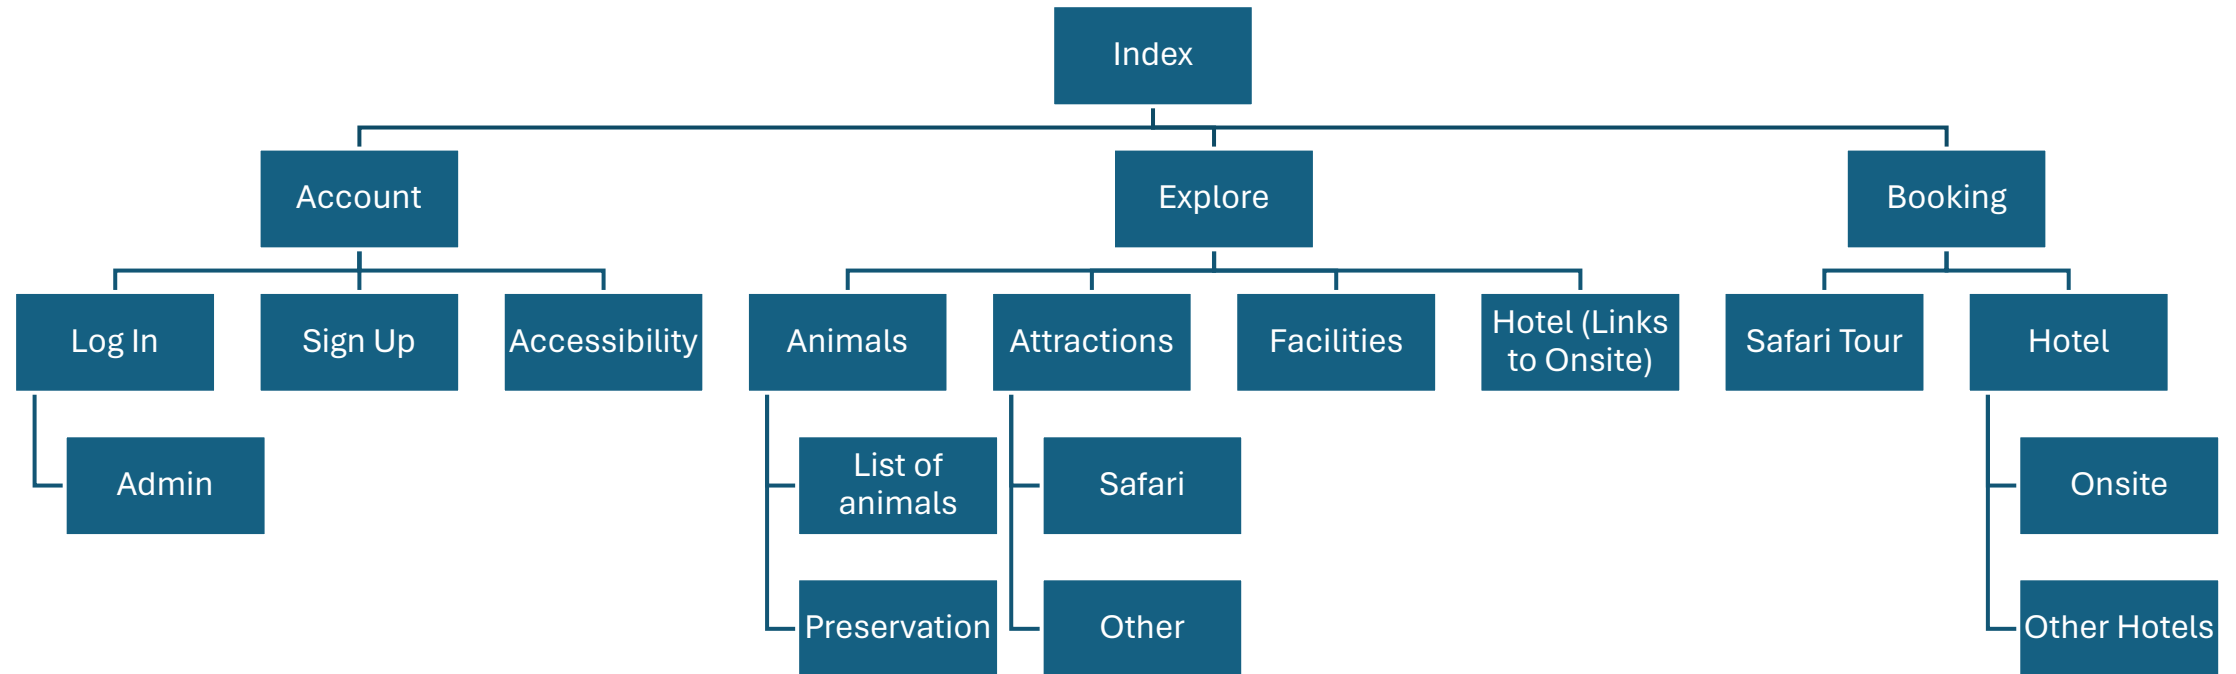 Index
Account
Explore
Booking
Log In
Sign Up
Accessibility
Animals
Attractions
Facilities
Hotel (Links
to Onsite)
Safari Tour
Hotel
Admin
List of
animals
Safari
Onsite
Preservation
Other
Other Hotels